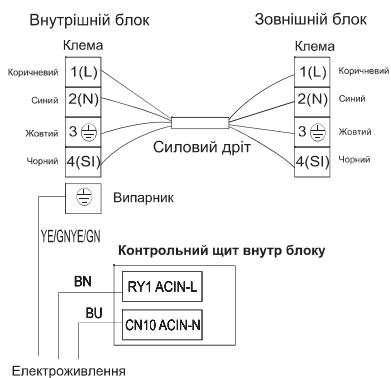 Внутрішній блок
Зовнішній блок
Клема
Клема
Коричневий 1(L)
1(L) Коричневий
Синий 2(N)
2(N) Синий
Жовтий 3
3 Жовтий
Чорний 4(SI)
4(SI) Чорний
Силовий дріт
Випарник
YE/GNYE/GN
Контрольний щит внутр блоку
BN
RY1 ACIN-L
BU
CN10 ACIN-N
Електроживлення